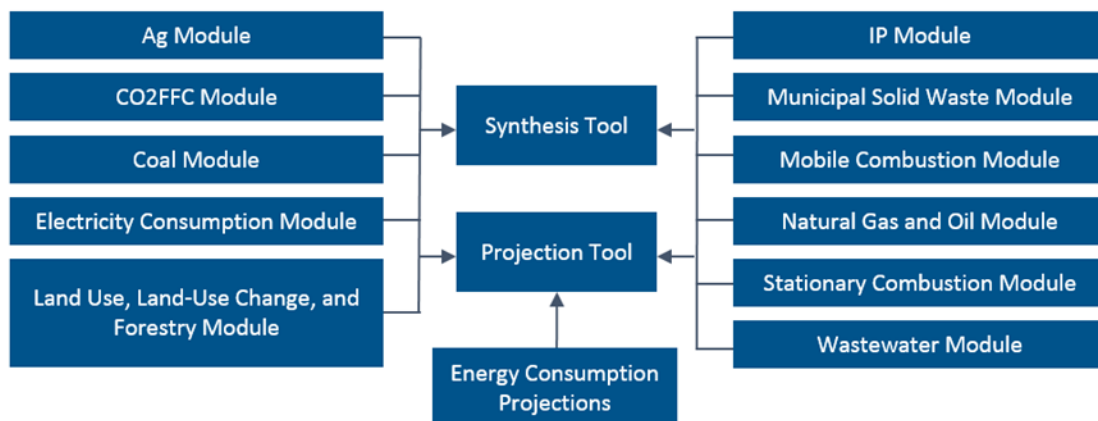 Ag Module
CO2FFC Module
Coal Module
Electricity Consumption Module
Land Use, Land-Use Change, and
Forestry Module
Synthesis Tool
Projection Tool
Energy Consumption
Projections
IP Module
Municipal Solid Waste Module
Mobile Combustion Module
Natural Gas and Oil Module
Stationary Combustion Module
Wastewater Module